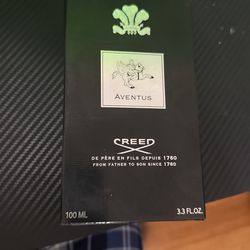 AVENTUS
CREED
DE PÈRE EN FILS DEPUIS 1760
FROM FATHER TO SON SINCE 1760
100 ML 3.3 FL.OZ.